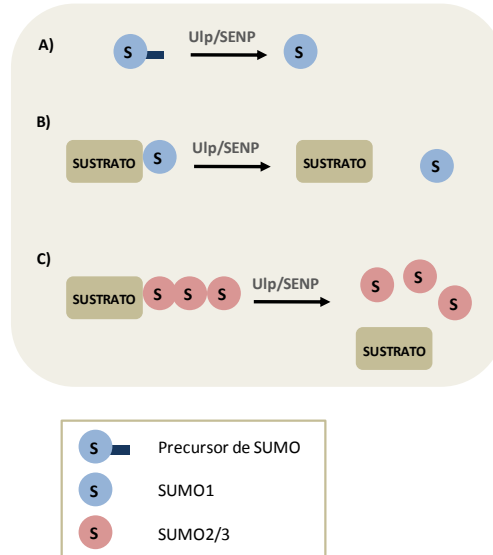 A) S Ulp/SENP S
B) SUSTRATO S Ulp/SENP SUSTRATO S
C) SUSTRATO S S S Ulp/SENP S S S
SUSTRATO
S Precursor de SUMO
S SUMO1
S SUMO2/3